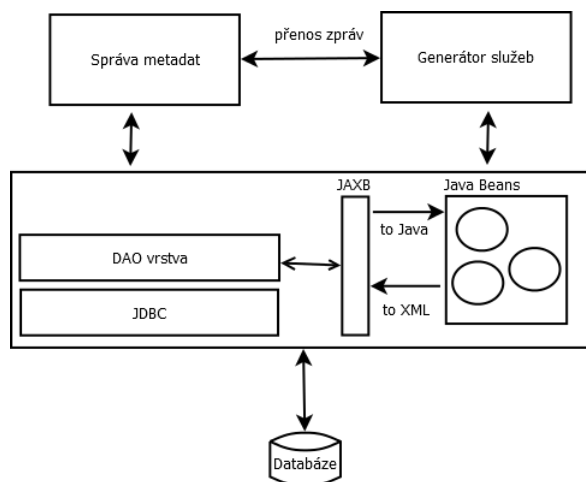 přenos zpráv
Správa metadat
Generátor služeb
JAXB
Java Beans
to Java
DAO vrstva
to XML
JDBC
Databáze